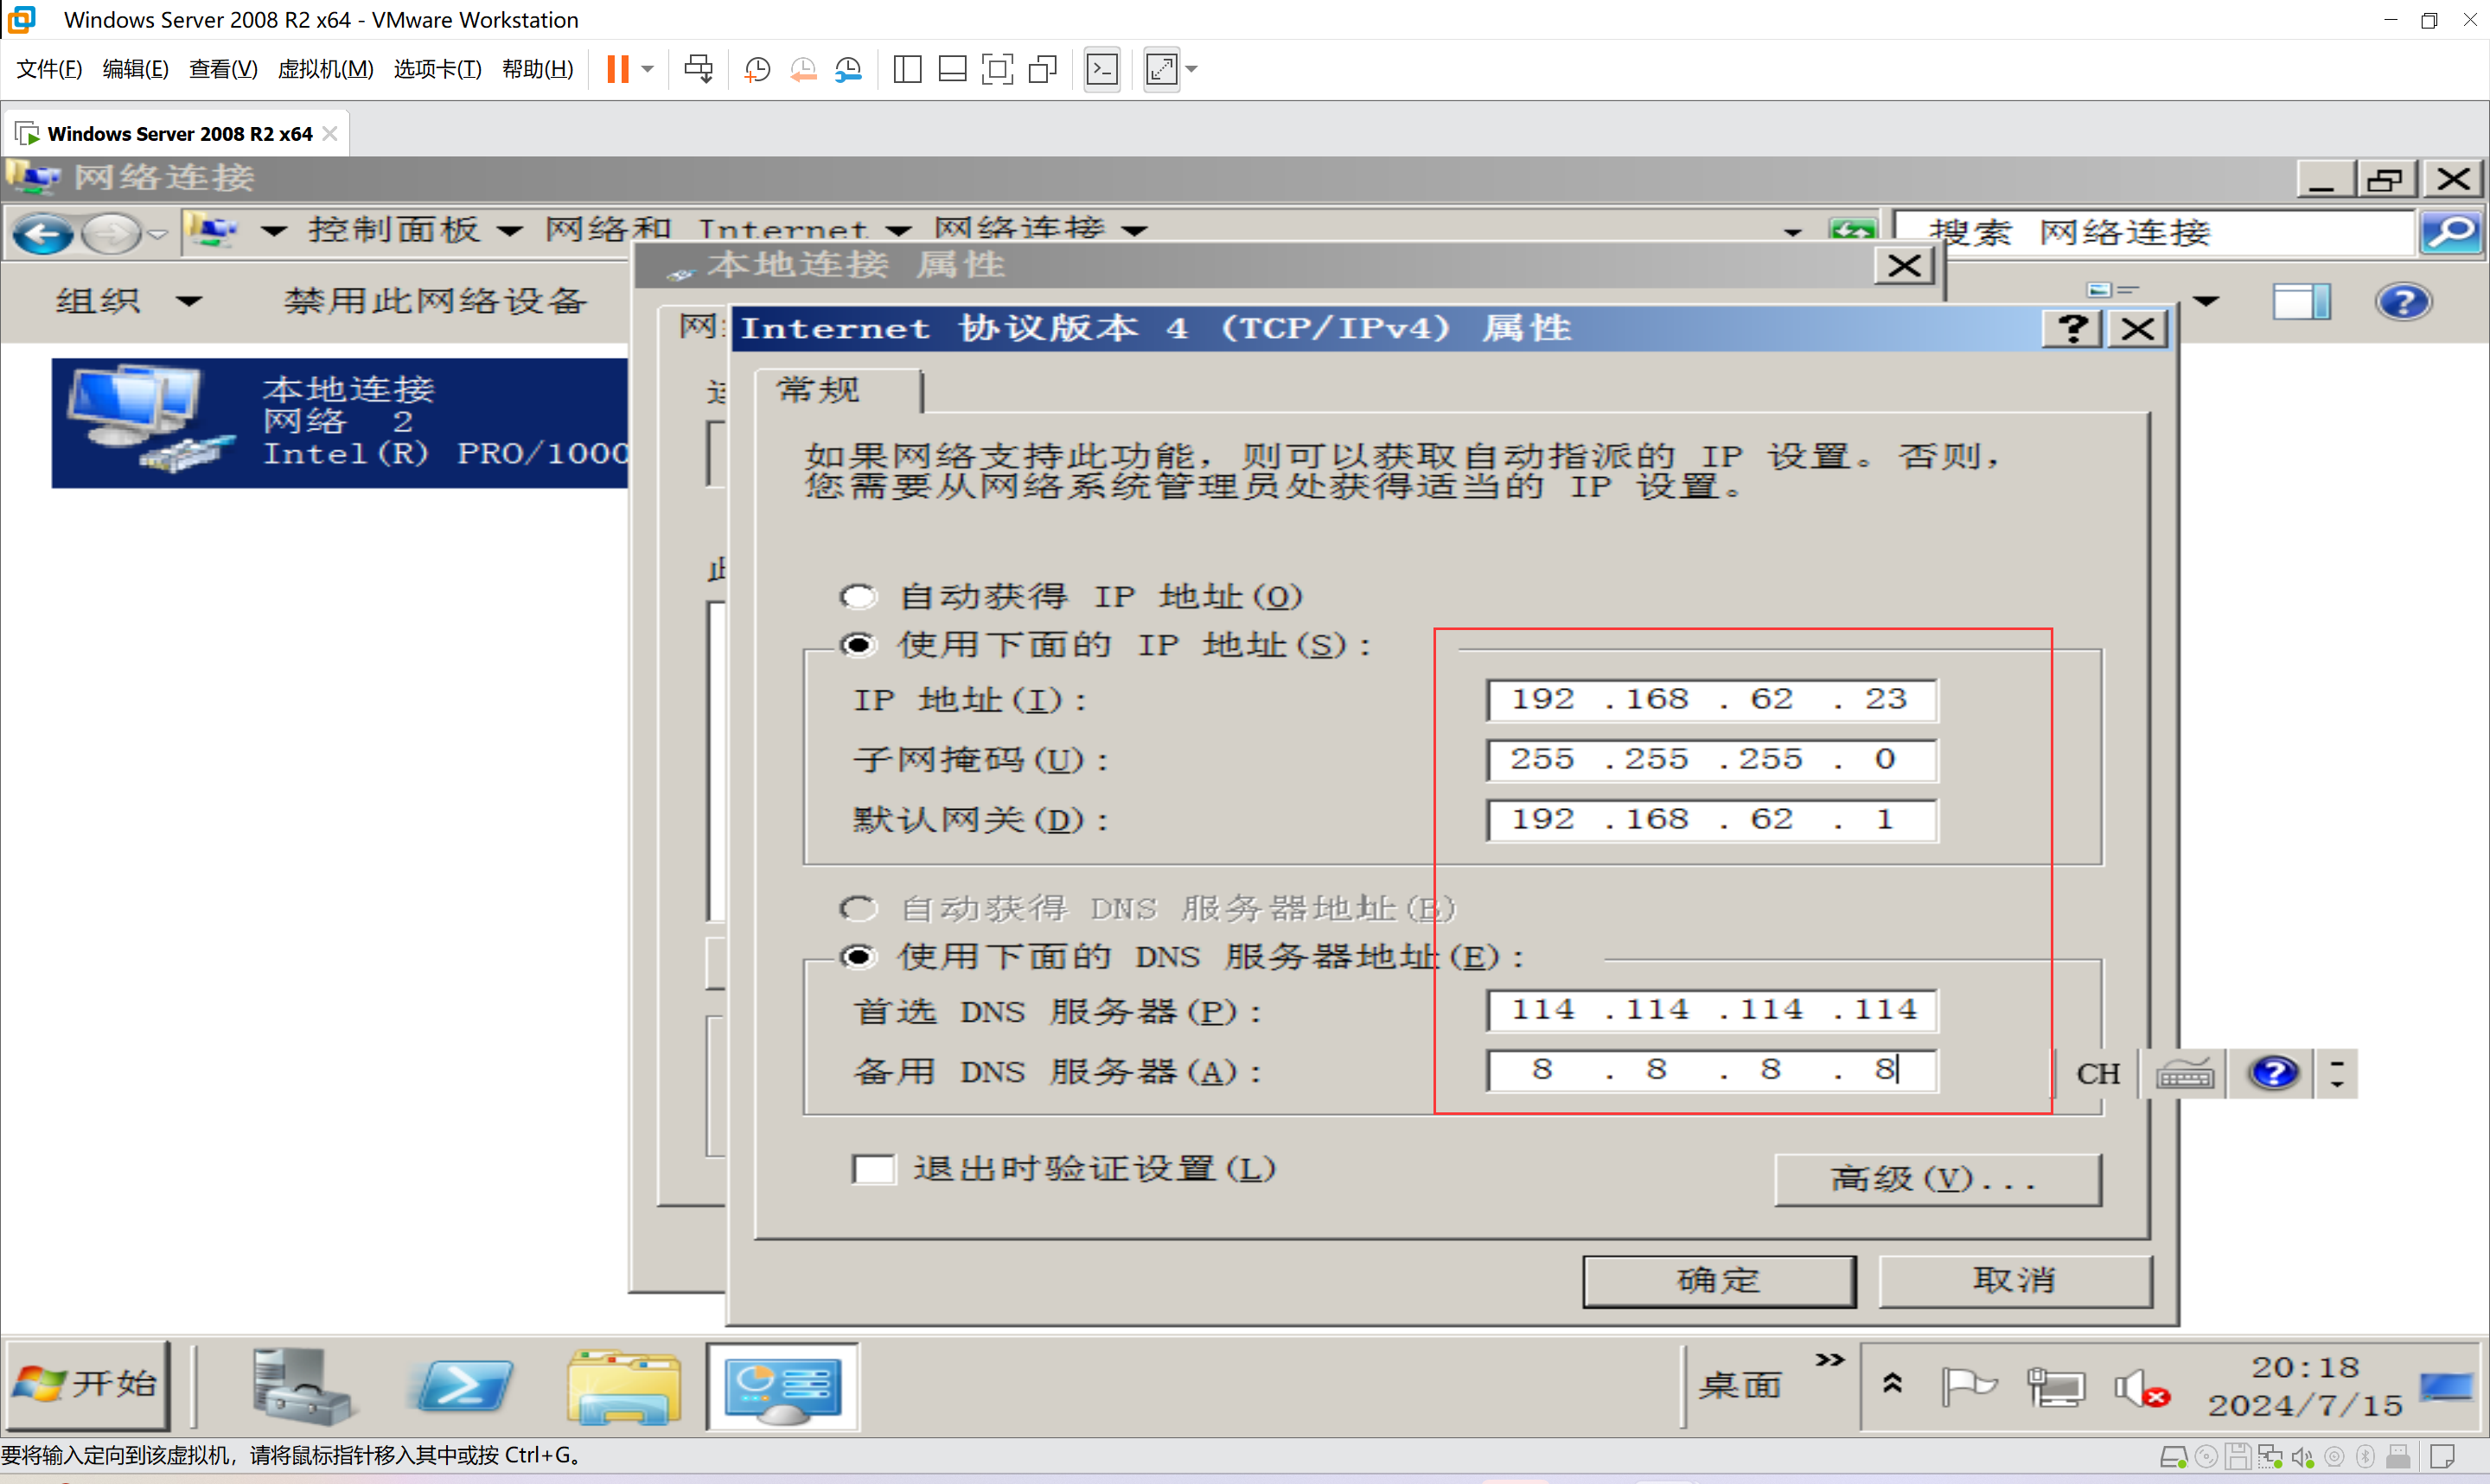 Windows Server 2008 R2 x64 - VMware Workstation
文件(F) 编辑(E) 查看(V) 虚拟机(M) 选项卡(T) 帮助(H)
Windows Server 2008 R2 x64
网络连接
控制面板 网络和 Internet 网络连接
搜索 网络连接
本地连接 属性
组织 禁用此网络设备
网
Internet 协议版本 4 (TCP/IPv4) 属性
本地连接
网络 2
Intel(R) PRO/1000
常规
如果网络支持此功能，则可以获取自动指派的 IP 设置。否则，
您需要从网络系统管理员处获得适当的 IP 设置。
自动获得 IP 地址(O)
使用下面的 IP 地址(S):
IP 地址(I): 192 .168 . 62 . 23
子网掩码(U): 255 .255 .255 . 0
默认网关(D): 192 .168 . 62 . 1
自动获得 DNS 服务器地址(B)
使用下面的 DNS 服务器地址(E):
首选 DNS 服务器(P): 114 .114 .114 .114
备用 DNS 服务器(A): 8 . 8 . 8 . 8
CH
退出时验证设置(L)
高级(V)...
确定 取消
开始
桌面
20:18
2024/7/15
要将输入定向到该虚拟机，请将鼠标指针移入其中或按 Ctrl+G。